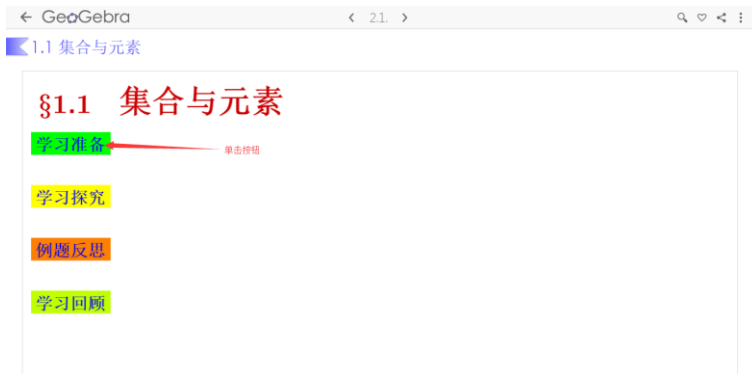 GeoGebra
2.1.
1.1 集合与元素
§1.1 集合与元素
学习准备
单击按钮
学习探究
例题反思
学习回顾